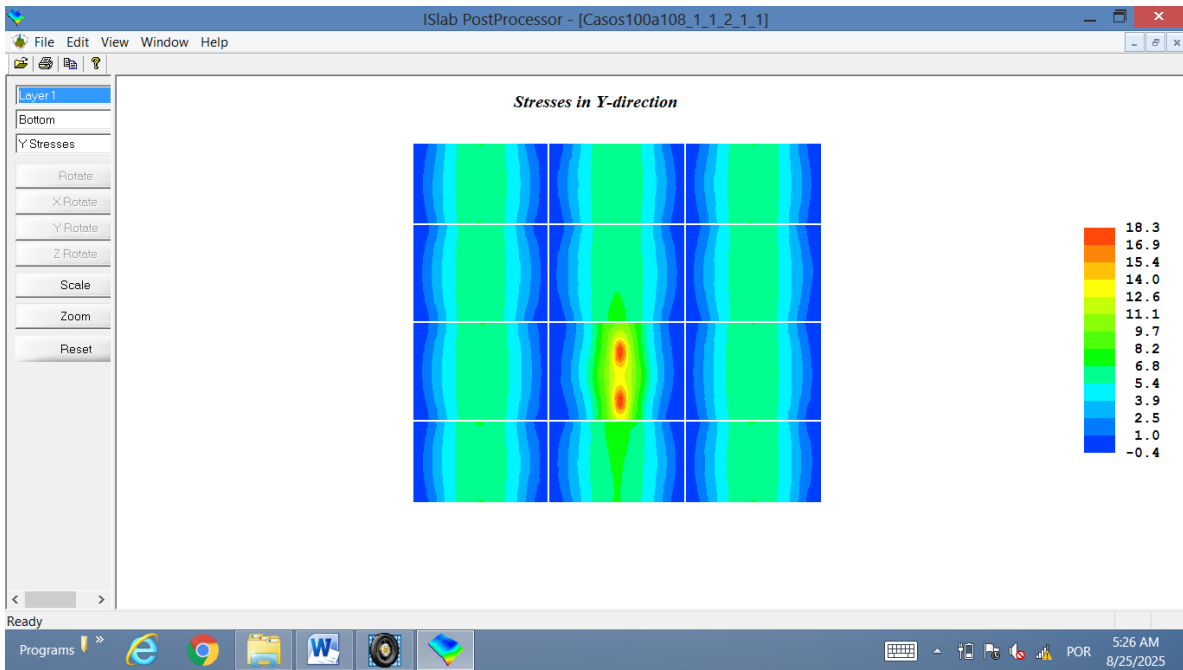 ISlab PostProcessor - [Casos100a108_1_1_2_1_1]
File Edit View Window Help
Layer 1
Bottom
Y Stresses
Rotate
X Rotate
Y Rotate
Z Rotate
Scale
Zoom
Reset
Stresses in Y-direction
18.3
16.9
15.4
14.0
12.6
11.1
9.7
8.2
6.8
5.4
3.9
2.5
1.0
-0.4
Ready
Programs
POR
5:26 AM
8/25/2025